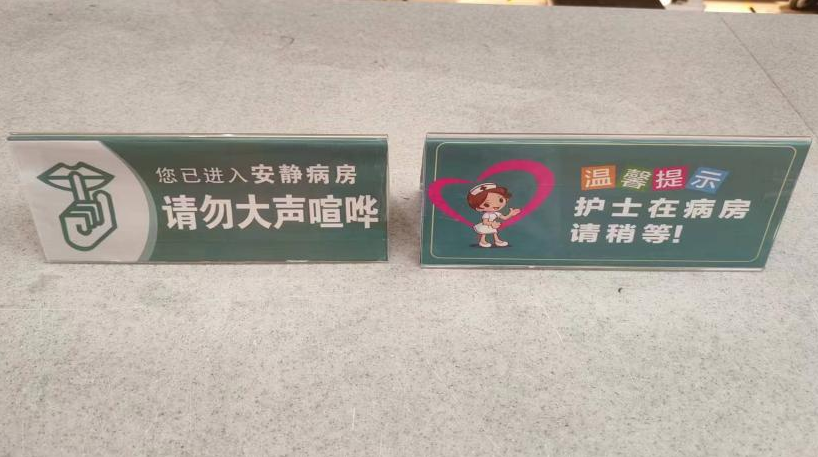 您已进入安静病房
请勿大声喧哗
温馨提示
护士在病房
请稍等!